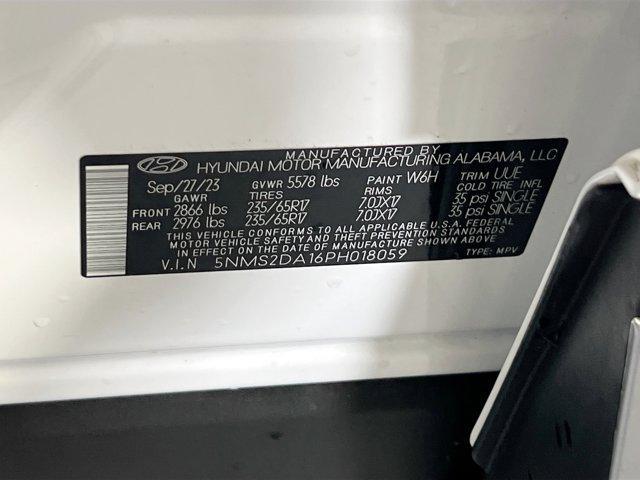 MANUFACTURED BY
HYUNDAI MOTOR MANUFACTURING ALABAMA, LLC
Sep/27/23 GVWR 5578 lbs PAINT W6H TRIM UUE
GAWR TIRES RIMS COLD TIRE INFL
FRONT 2866 lbs 235/65R17 7.0JX17 35 psi SINGLE
REAR 2976 lbs 235/65R17 7.0JX17 35 psi SINGLE
THIS VEHICLE CONFORMS TO ALL APPLICABLE U.S.A. FEDERAL
MOTOR VEHICLE SAFETY AND THEFT PREVENTION STANDARDS
IN EFFECT ON THE DATE OF MANUFACTURE SHOWN ABOVE.
V.I.N 5NMS2DA16PH018059 TYPE: MPV